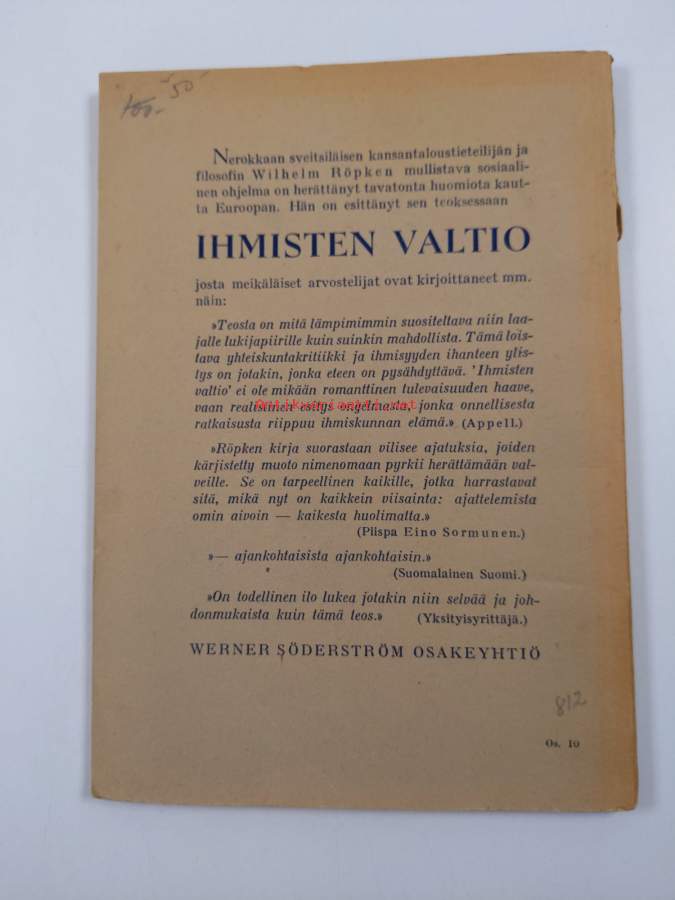 100.- 50
Nerokkaan sveitsiläisen kansantaloustieteilijän ja
filosofin Wilhelm Röpken mullistava sosiaali-
nen ohjelma on herättänyt tavatonta huomiota kaut-
ta Euroopan. Hän on esittänyt sen teoksessaan
IHMISTEN VALTIO
josta meikäläiset arvostelijat ovat kirjoittaneet mm.
näin:
»Teosta on mitä lämpimimmin suositeltava niin laa-
jalle lukijapiirille kuin suinkin mahdollista. Tämä lois-
tava yhteiskuntakritiikki ja ihmisyyden ihanteen ylis-
tys on jotakin, jonka eteen on pysähdyttävä. 'Ihmisten
valtio' ei ole mikään romanttinen tulevaisuuden haave,
vaan realistinen esitys ongelmasta, jonka onnellisesta
Antikvariaatti.net
ratkaisusta riippuu ihmiskunnan elämä.» (Appell.)
»Röpken kirja suorastaan vilisee ajatuksia, joiden
kärjistetty muoto nimenomaan pyrkii herättämään val-
veille. Se on tarpeellinen kaikille, jotka harrastavat
sitä, mikä nyt on kaikkein viisainta: ajattelemista
omin aivoin — kaikesta huolimatta.»
(Piispa Eino Sormunen.)
»— ajankohtaisista ajankohtaisin.»
(Suomalainen Suomi.)
»On todellinen ilo lukea jotakin niin selvää ja joh-
donmukaista kuin tämä teos.» (Yksityisyrittäjä.)
WERNER SÖDERSTRÖM OSAKEYHTIÖ
812
Os. 10